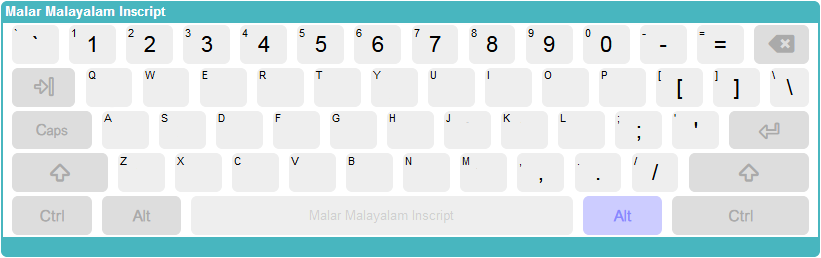 Malar Malayalam Inscript
` ` 1 1 2 2 3 3 4 4 5 5 6 6 7 7 8 8 9 9 0 0 - - = =
Q W E R T Y U I O P [ [ ] ] \ \
Caps A S D F G H J K L ; ; ' '
Z X C V B N M , , . . / /
Ctrl Alt Malar Malayalam Inscript Alt Ctrl